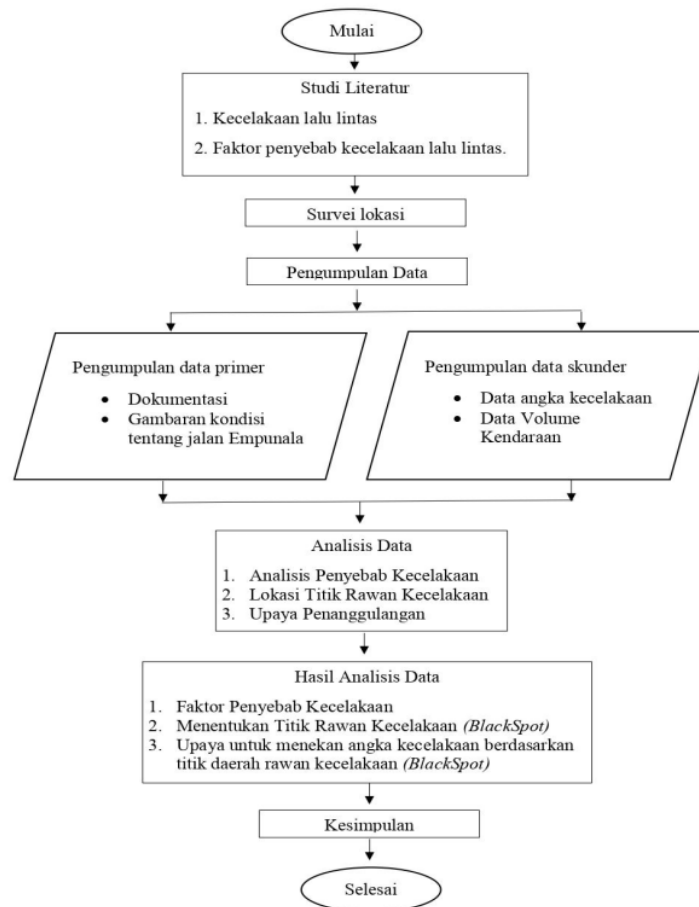 Mulai
Studi Literatur
1. Kecelakaan lalu lintas
2. Faktor penyebab kecelakaan lalu lintas.
Survei lokasi
Pengumpulan Data
Pengumpulan data primer
• Dokumentasi
• Gambaran kondisi
tentang jalan Empunala
Pengumpulan data skunder
• Data angka kecelakaan
• Data Volume
Kendaraan
Analisis Data
1. Analisis Penyebab Kecelakaan
2. Lokasi Titik Rawan Kecelakaan
3. Upaya Penanggulangan
Hasil Analisis Data
1. Faktor Penyebab Kecelakaan
2. Menentukan Titik Rawan Kecelakaan (BlackSpot)
3. Upaya untuk menekan angka kecelakaan berdasarkan
titik daerah rawan kecelakaan (BlackSpot)
Kesimpulan
Selesai